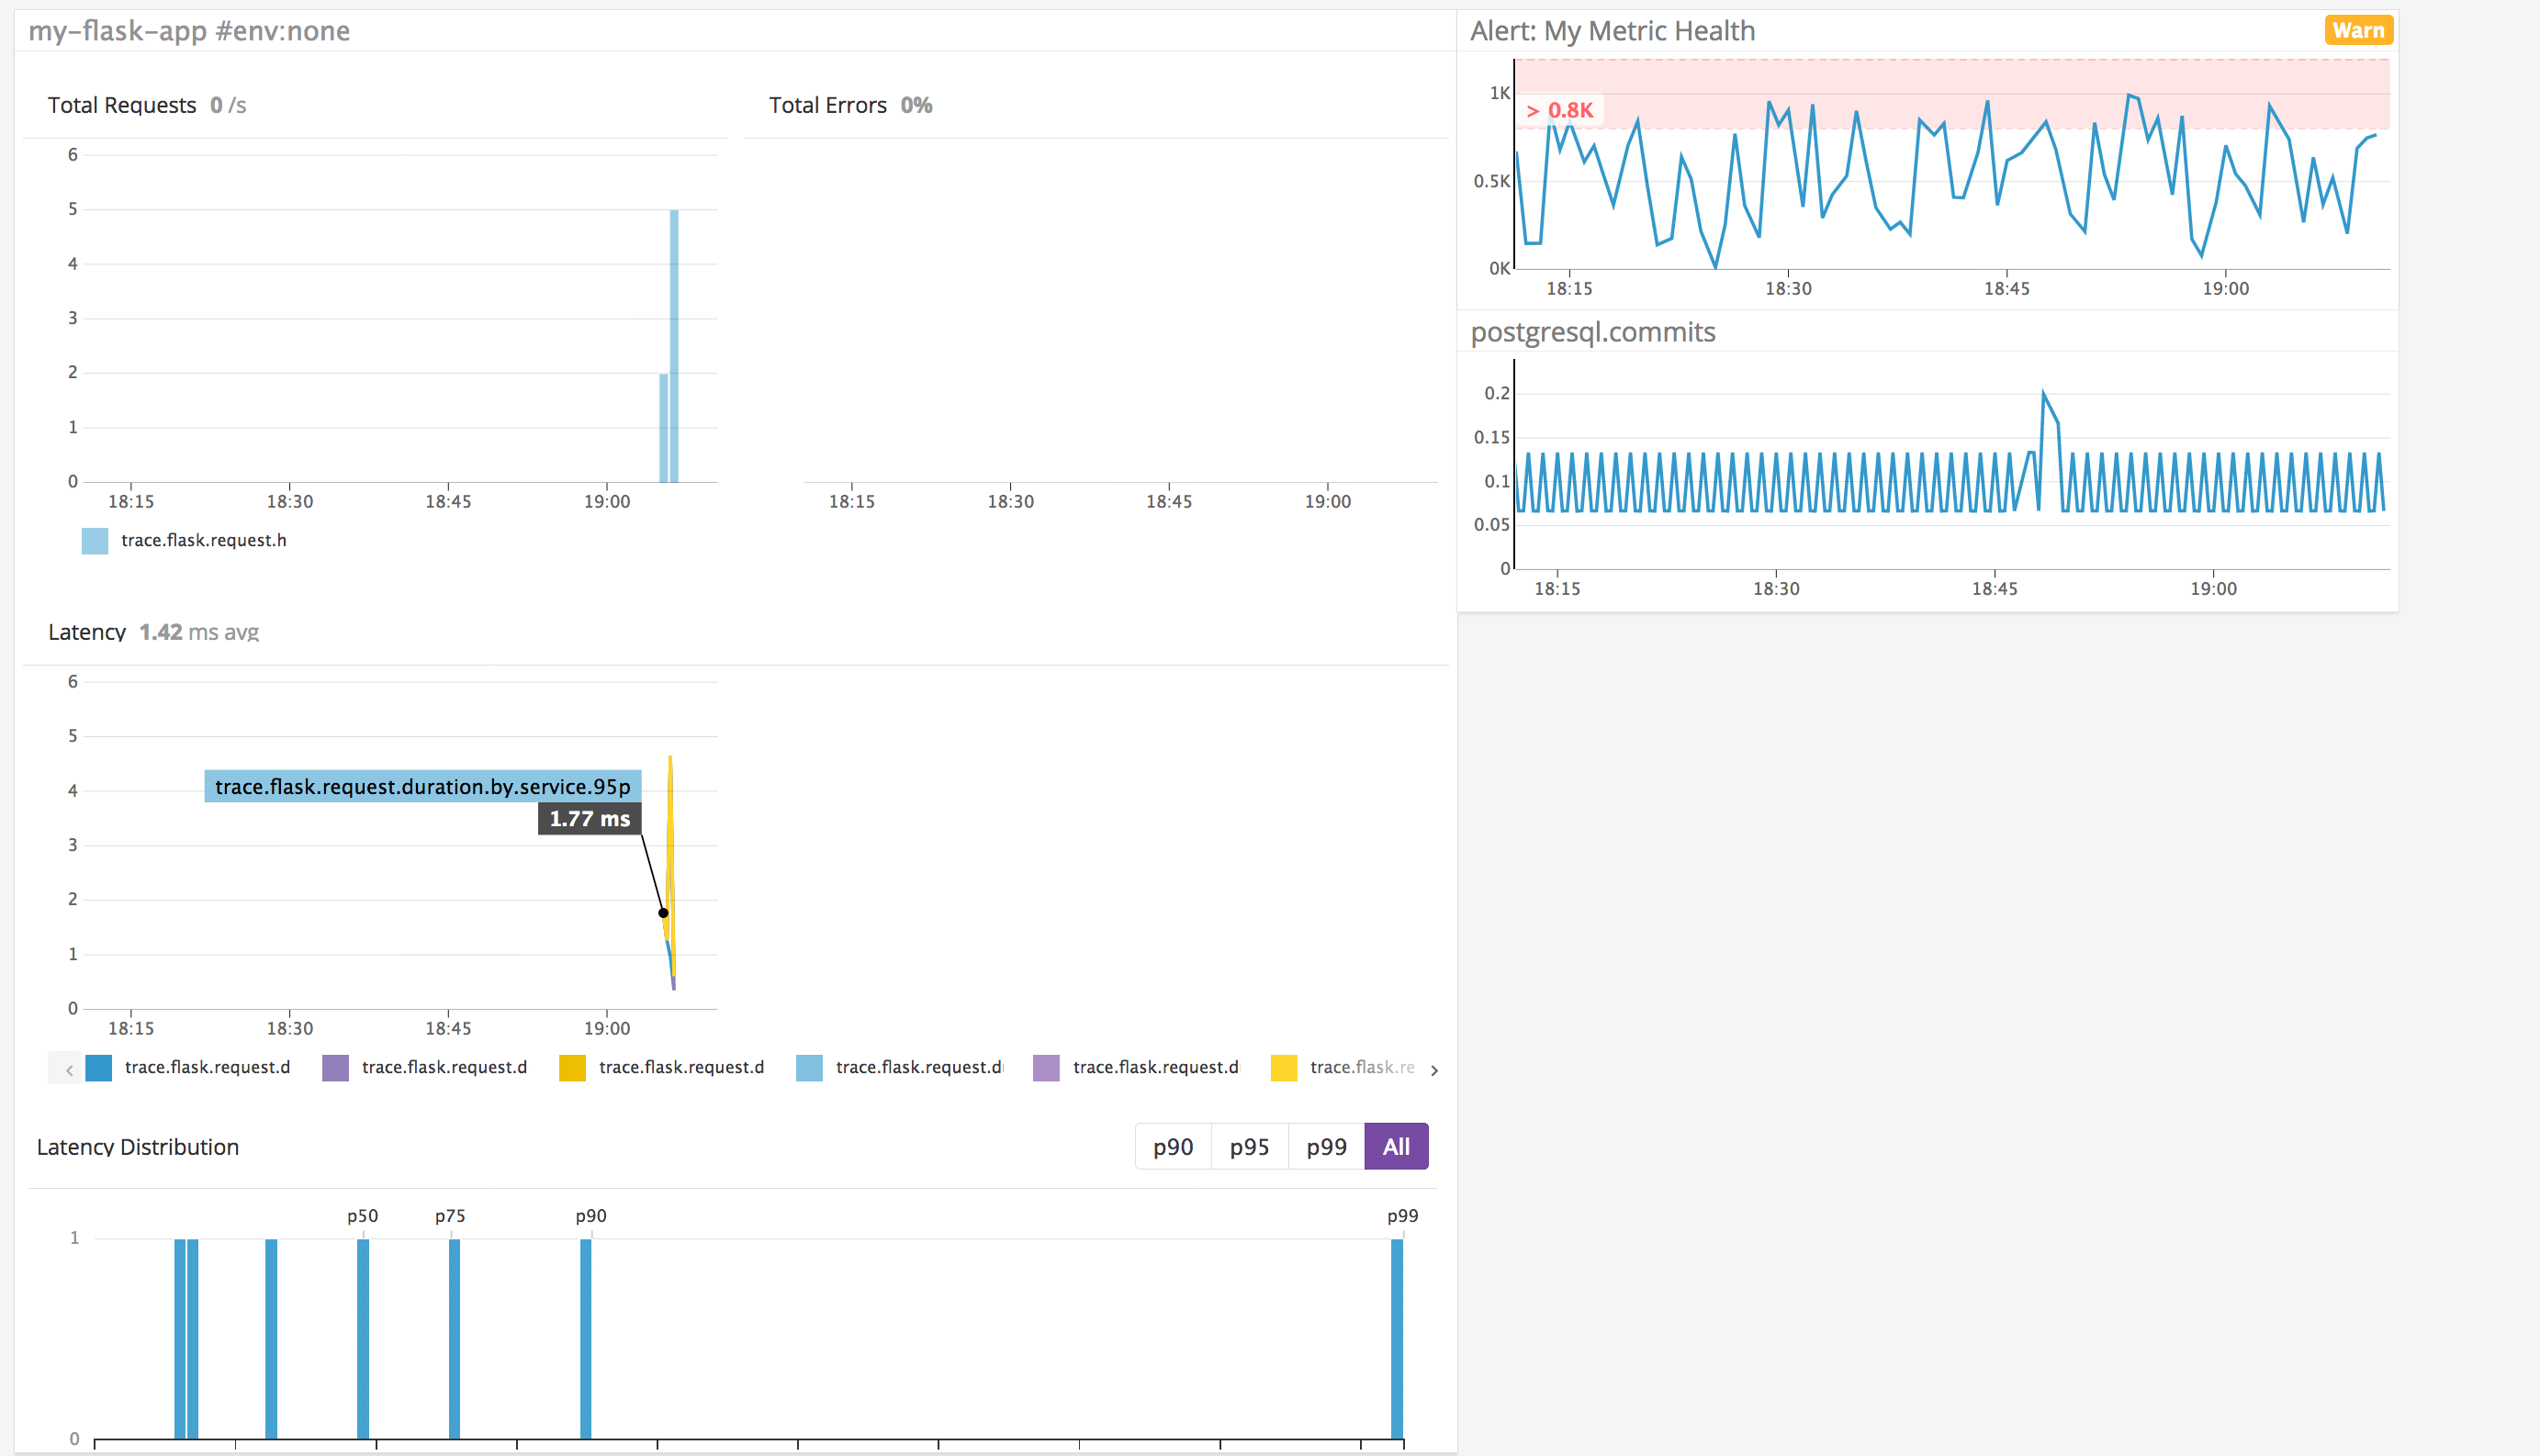 my-flask-app #env:none
Total Requests 0 /s
6
5
4
3
2
1
0
18:15 18:30 18:45 19:00
trace.flask.request.h
Total Errors 0%
18:15 18:30 18:45 19:00
Latency 1.42 ms avg
6
5
4
3
2
1
0
trace.flask.request.duration.by.service.95p
1.77 ms
18:15 18:30 18:45 19:00
trace.flask.request.d trace.flask.request.d trace.flask.request.d trace.flask.request.d trace.flask.request.d trace.flask.re
Latency Distribution
p90 p95 p99 All
p50 p75 p90 p99
1
0
Alert: My Metric Health
Warn
1K
> 0.8K
0.5K
0K
18:15 18:30 18:45 19:00
postgresql.commits
0.2
0.15
0.1
0.05
0
18:15 18:30 18:45 19:00